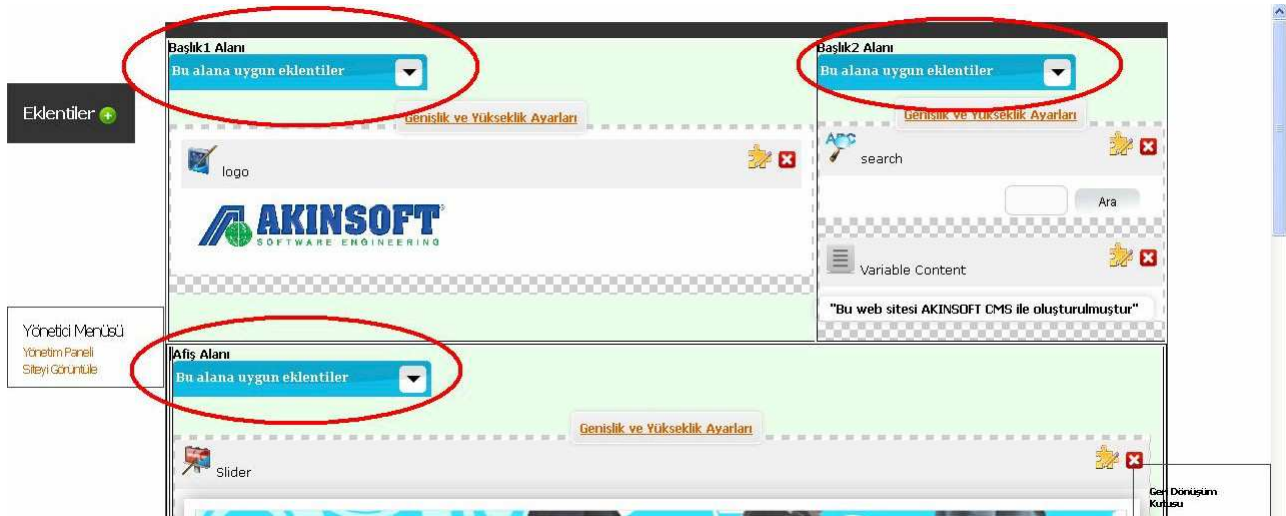 Başlık1 Alanı
Bu alana uygun eklentiler
Başlık2 Alanı
Bu alana uygun eklentiler
Eklentiler
Genişlik ve Yükseklik Ayarları
Genişlik ve Yükseklik Ayarları
logo
search
Ara
AKINSOFT
SOFTWARE ENGINEERING
Variable Content
"Bu web sitesi AKINSOFT CMS ile oluşturulmuştur"
Yönetici Menüsü
Yönetim Paneli
Siteyi Görüntüle
Afiş Alanı
Bu alana uygun eklentiler
Genişlik ve Yükseklik Ayarları
Slider
Geri Dönüşüm
Kutusu